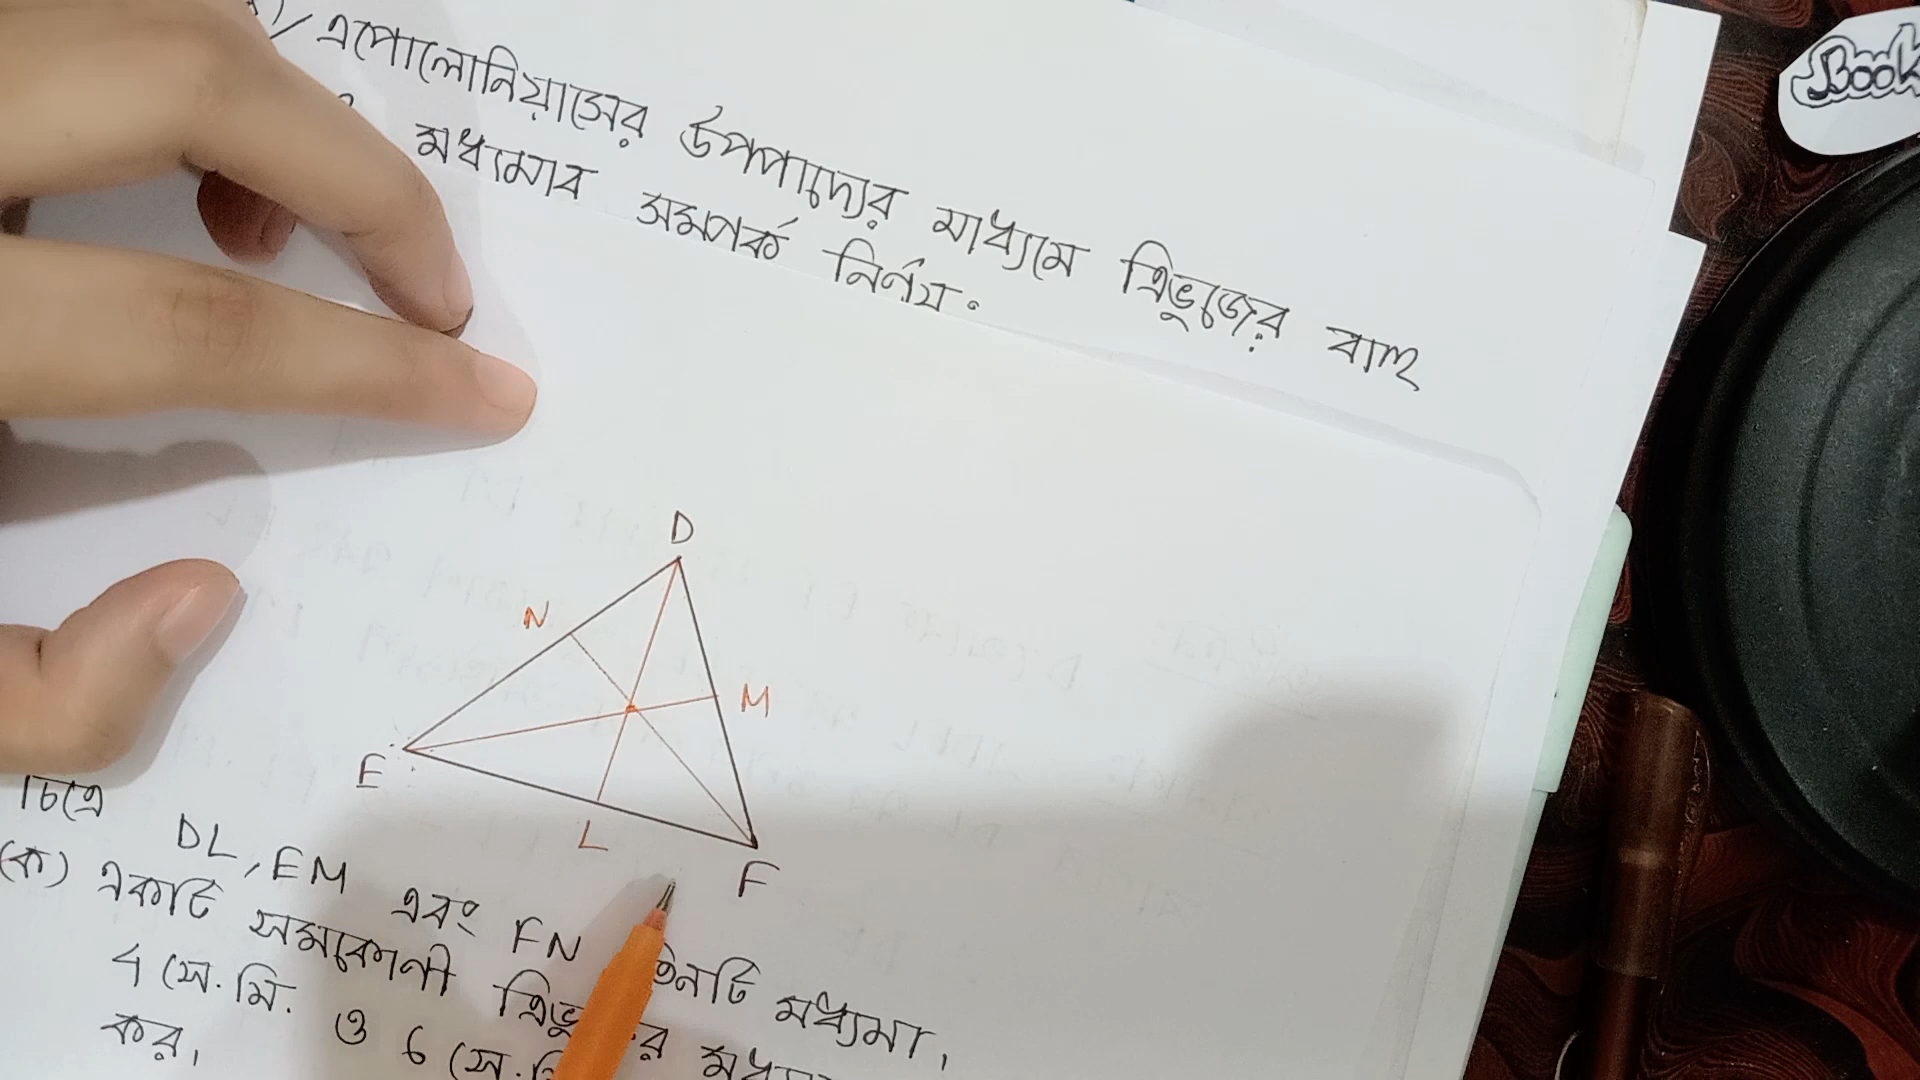 এপোলোনিয়াসের উপপাদ্যের মাধ্যমে ত্রিভুজের বাহু
মধ্যমার সম্পর্ক নির্ণয়।
D
N
M
E
L
F
চিত্রে DL, EM এবং FN তিনটি মধ্যমা।
(ক) একটি সমকোণী
4 সে.মি. ও 6 সে.
কর।
Book